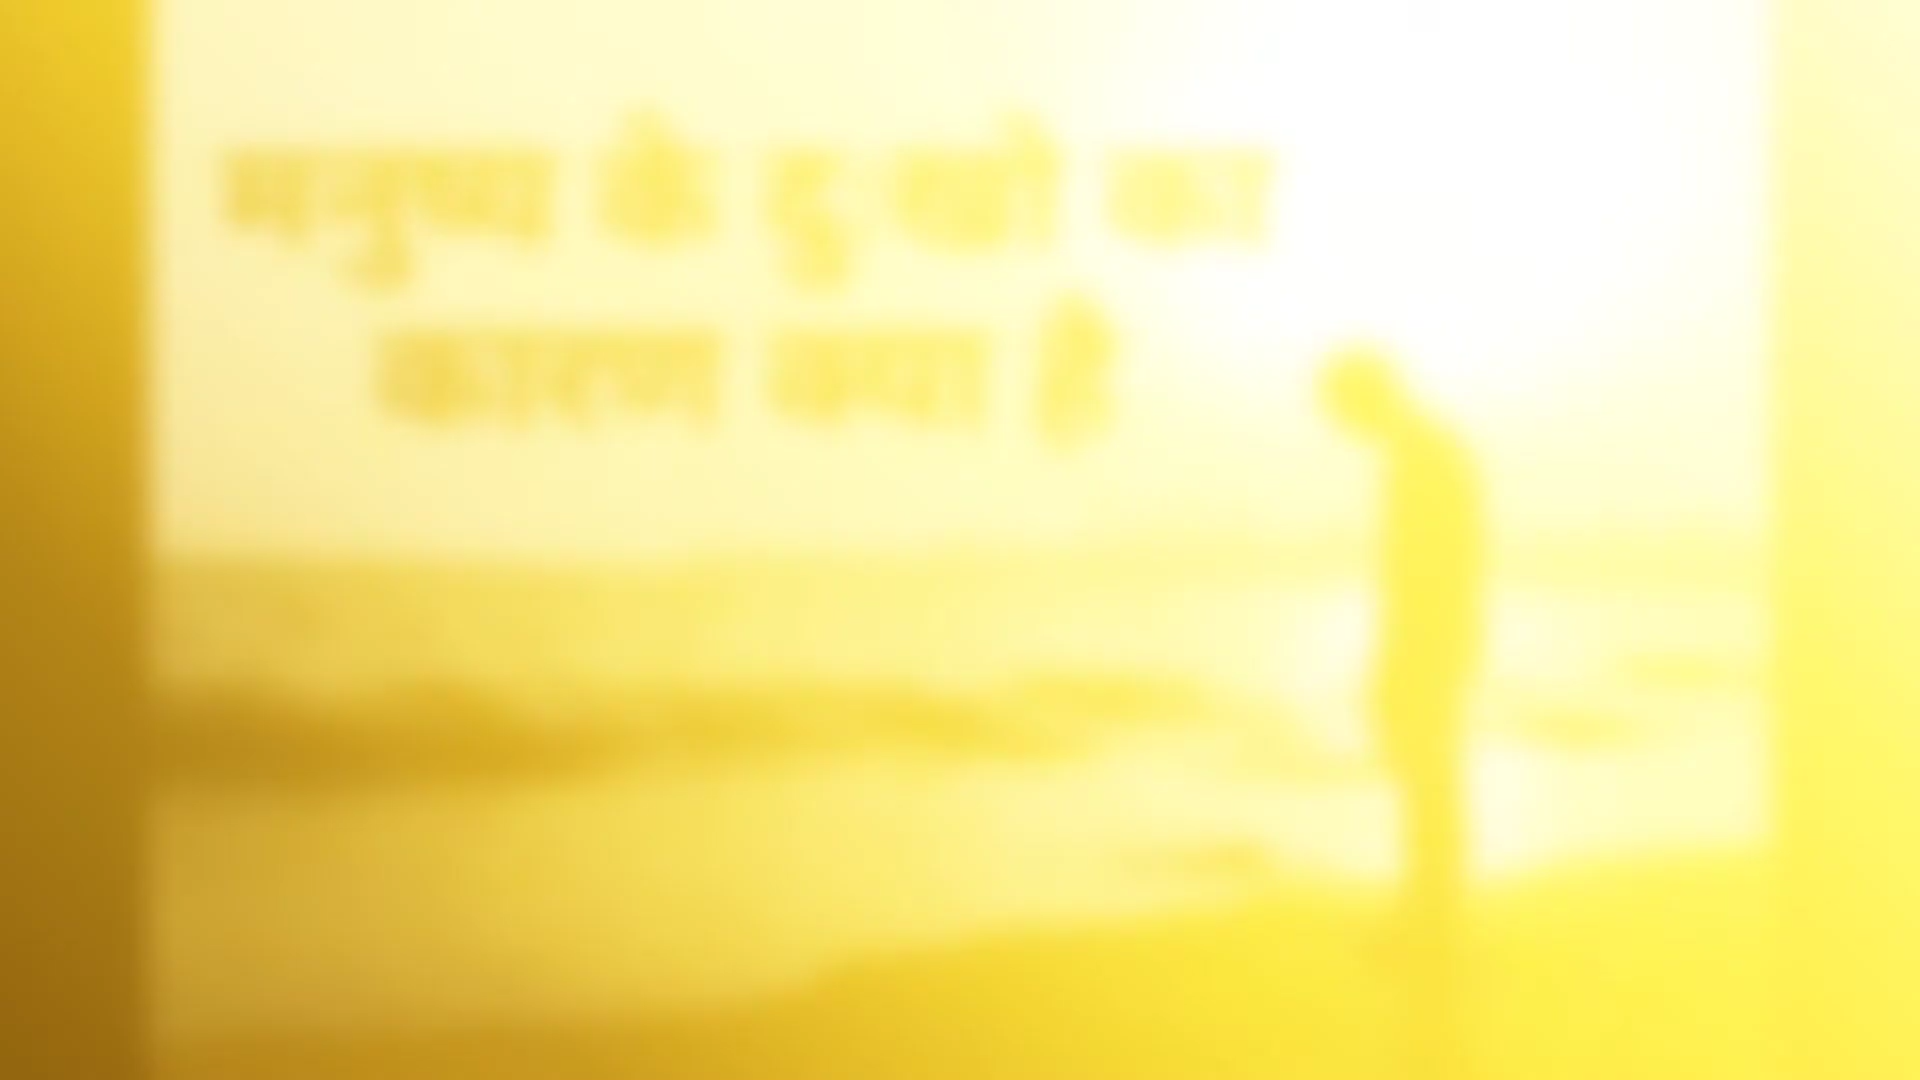 मनुष्य के दुखो का
कारण क्या है